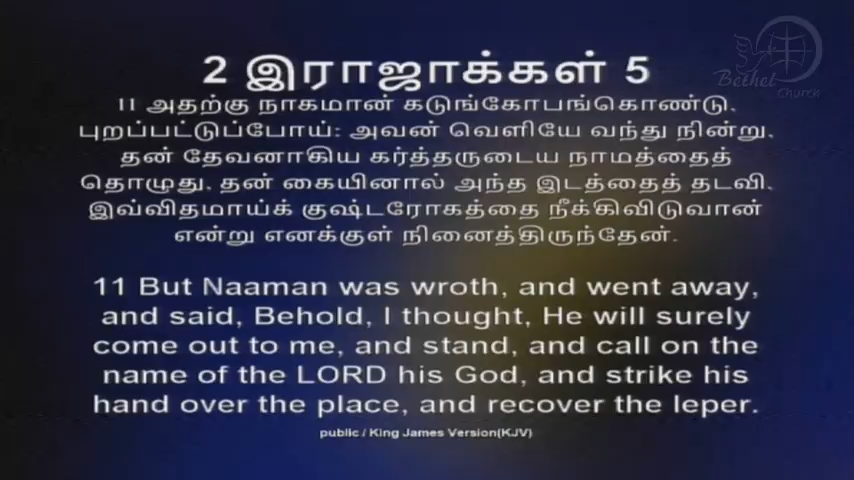 2 இராஜாக்கள் 5
11 அதற்கு நாகமான் கடுங்கோபங்கொண்டு,
புறப்பட்டுப்போய்: அவன் வெளியே வந்து நின்று,
தன் தேவனாகிய கர்த்தருடைய நாமத்தைத்
தொழுது, தன் கையினால் அந்த இடத்தைத் தடவி,
இவ்விதமாய்க் குஷ்டரோகத்தை நீக்கிவிடுவான்
என்று எனக்குள் நினைத்திருந்தேன்.
11 But Naaman was wroth, and went away,
and said, Behold, I thought, He will surely
come out to me, and stand, and call on the
name of the LORD his God, and strike his
hand over the place, and recover the leper.
public / King James Version(KJV)
Bethel
Church